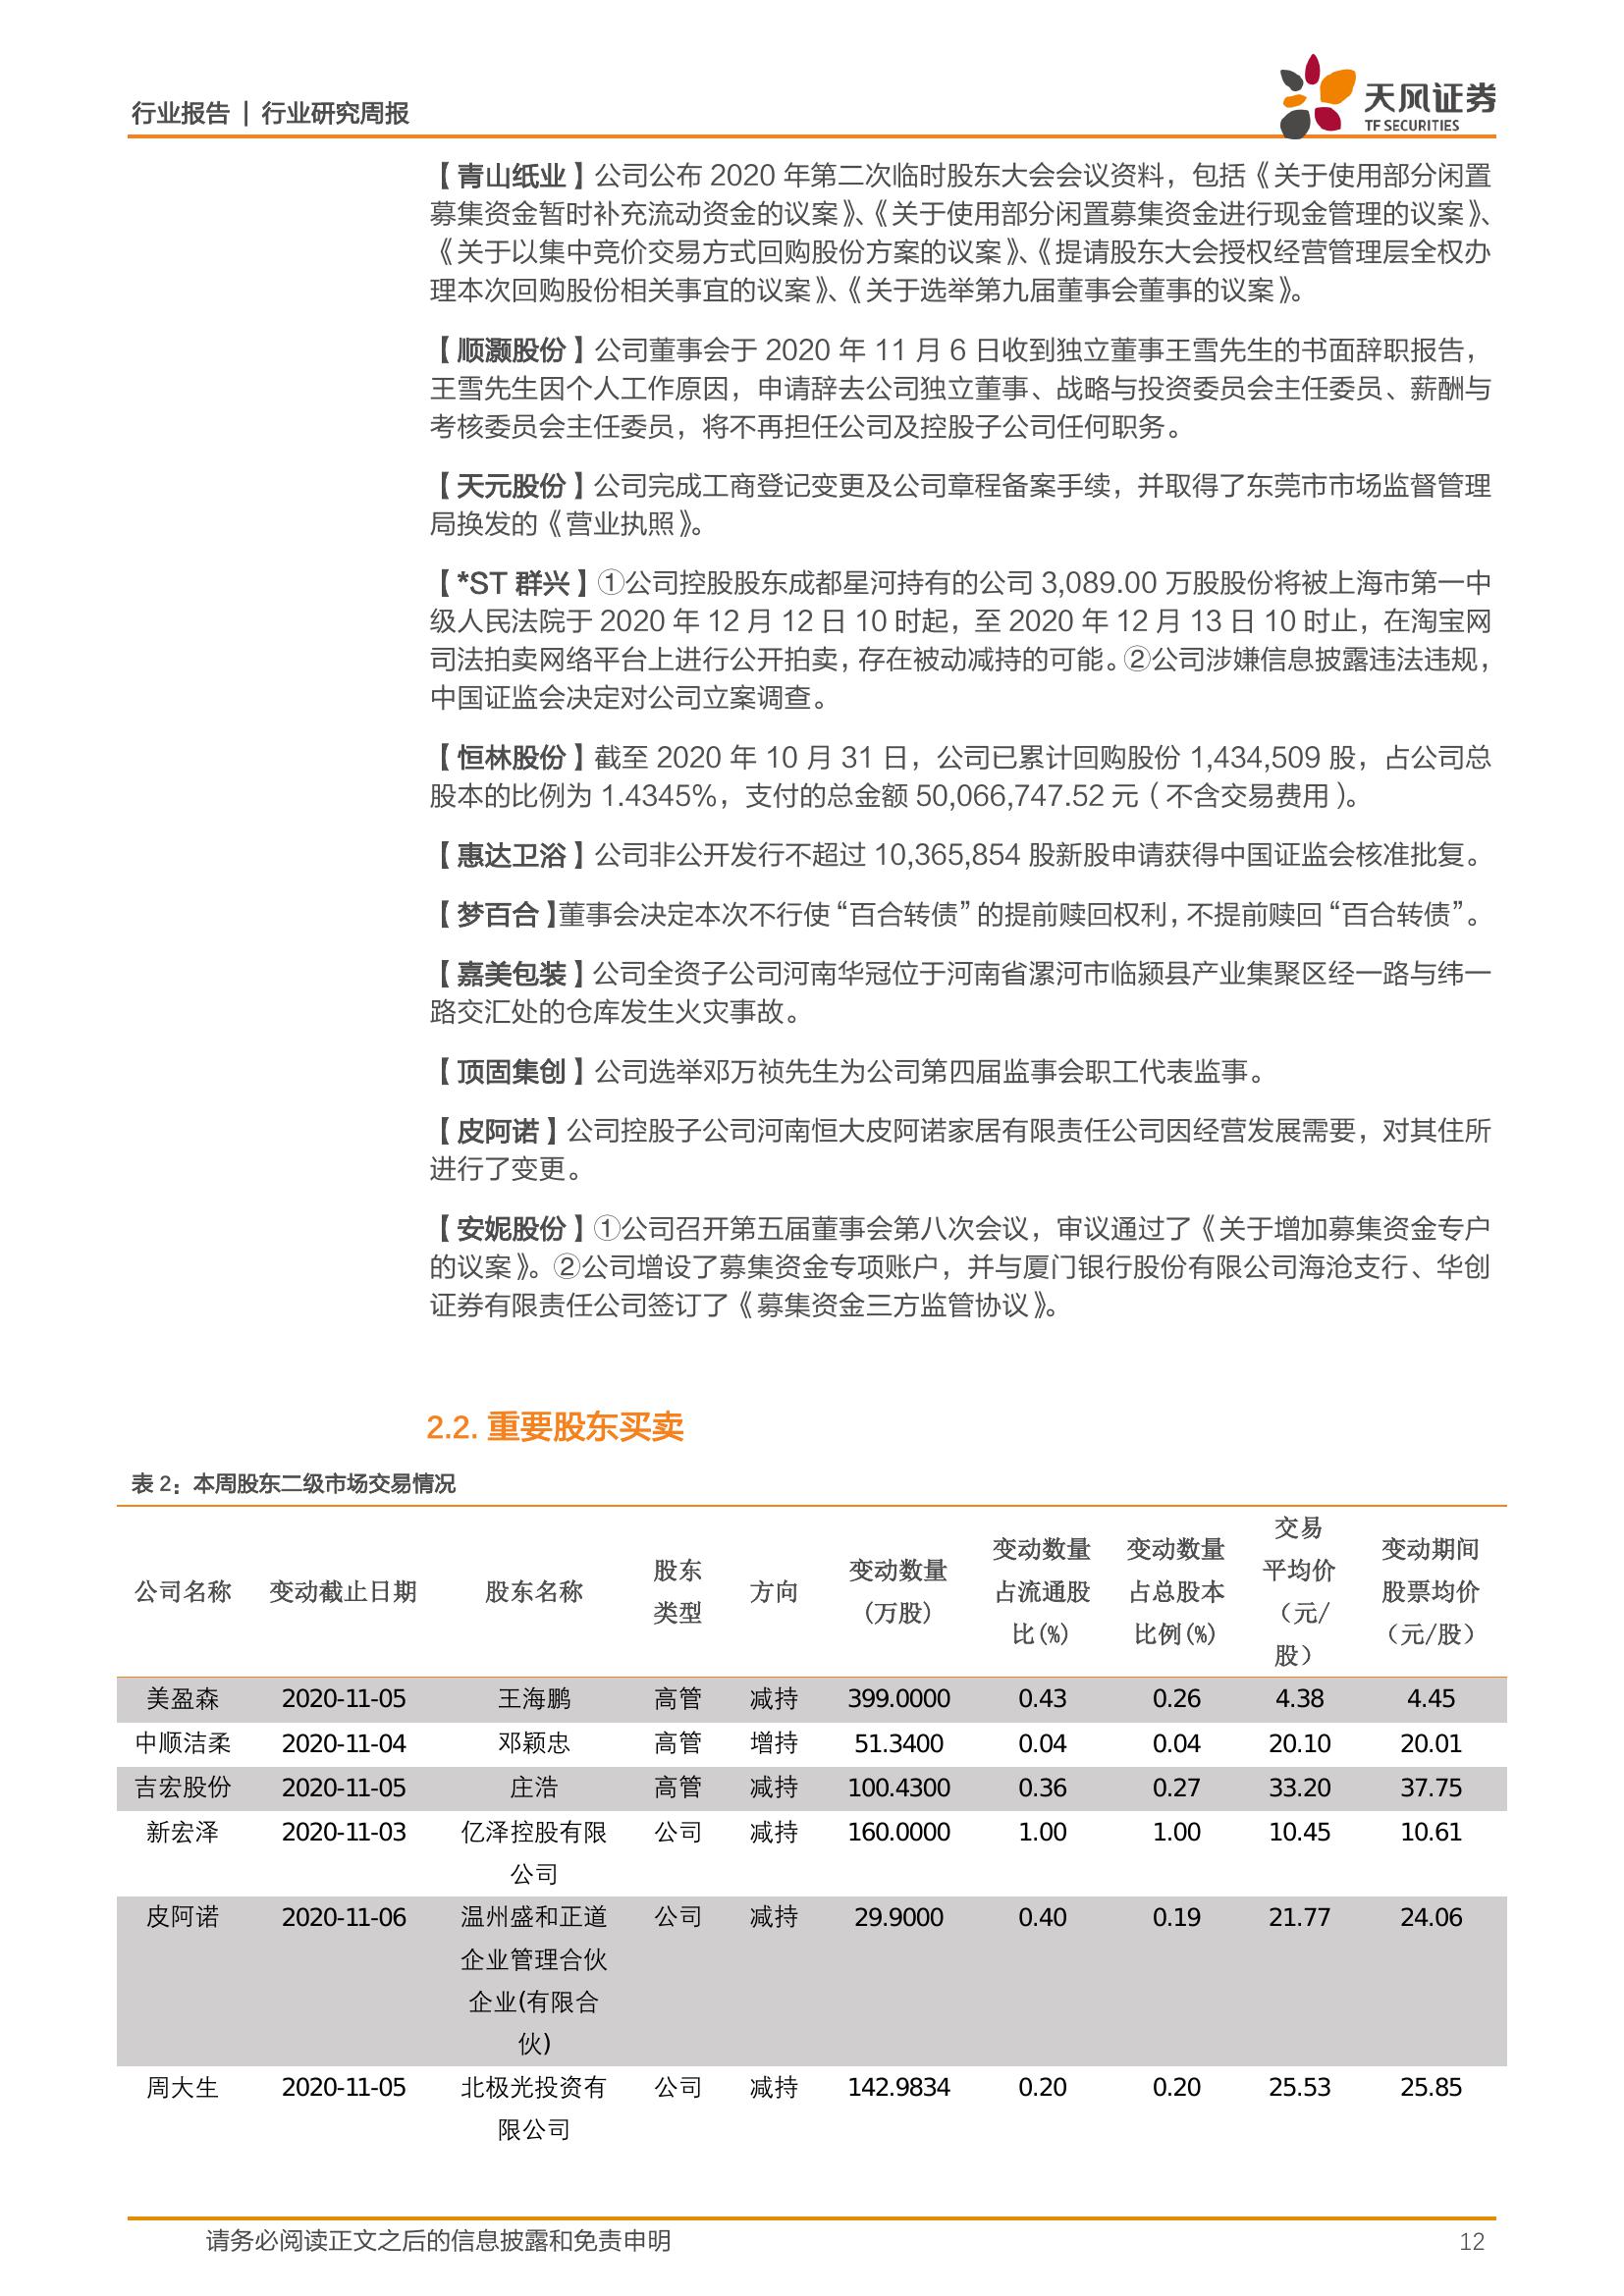 行业报告 | 行业研究周报
天风证券
TF SECURITIES
【青山纸业】公司公布 2020 年第二次临时股东大会会议资料，包括《关于使用部分闲置
募集资金暂时补充流动资金的议案》、《关于使用部分闲置募集资金进行现金管理的议案》、
《关于以集中竞价交易方式回购股份方案的议案》、《提请股东大会授权经营管理层全权办
理本次回购股份相关事宜的议案》、《关于选举第九届董事会董事的议案》。
【顺灏股份】公司董事会于 2020 年 11 月 6 日收到独立董事王雪先生的书面辞职报告，
王雪先生因个人工作原因，申请辞去公司独立董事、战略与投资委员会主任委员、薪酬与
考核委员会主任委员，将不再担任公司及控股子公司任何职务。
【天元股份】公司完成工商登记变更及公司章程备案手续，并取得了东莞市市场监督管理
局换发的《营业执照》。
【*ST 群兴】①公司控股股东成都星河持有的公司 3,089.00 万股股份将被上海市第一中
级人民法院于 2020 年 12 月 12 日 10 时起，至 2020 年 12 月 13 日 10 时止，在淘宝网
司法拍卖网络平台上进行公开拍卖，存在被动减持的可能。②公司涉嫌信息披露违法违规，
中国证监会决定对公司立案调查。
【恒林股份】截至 2020 年 10 月 31 日，公司已累计回购股份 1,434,509 股，占公司总
股本的比例为 1.4345%，支付的总金额 50,066,747.52 元（不含交易费用）。
【惠达卫浴】公司非公开发行不超过 10,365,854 股新股申请获得中国证监会核准批复。
【梦百合】董事会决定本次不行使“百合转债”的提前赎回权利，不提前赎回“百合转债”。
【嘉美包装】公司全资子公司河南华冠位于河南省漯河市临颍县产业集聚区经一路与纬一
路交汇处的仓库发生火灾事故。
【顶固集创】公司选举邓万祯先生为公司第四届监事会职工代表监事。
【皮阿诺】公司控股子公司河南恒大皮阿诺家居有限责任公司因经营发展需要，对其住所
进行了变更。
【安妮股份】①公司召开第五届董事会第八次会议，审议通过了《关于增加募集资金专户
的议案》。②公司增设了募集资金专项账户，并与厦门银行股份有限公司海沧支行、华创
证券有限责任公司签订了《募集资金三方监管协议》。
2.2. 重要股东买卖
表 2：本周股东二级市场交易情况
公司名称 变动截止日期 股东名称 股东类型 方向 变动数量(万股) 变动数量占流通股比(%) 变动数量占总股本比例(%) 交易平均价（元/股） 变动期间股票均价（元/股）
美盈森 2020-11-05 王海鹏 高管 减持 399.0000 0.43 0.26 4.38 4.45
中顺洁柔 2020-11-04 邓颖忠 高管 增持 51.3400 0.04 0.04 20.10 20.01
吉宏股份 2020-11-05 庄浩 高管 减持 100.4300 0.36 0.27 33.20 37.75
新宏泽 2020-11-03 亿泽控股有限公司 公司 减持 160.0000 1.00 1.00 10.45 10.61
皮阿诺 2020-11-06 温州盛和正道企业管理合伙企业(有限合伙) 公司 减持 29.9000 0.40 0.19 21.77 24.06
周大生 2020-11-05 北极光投资有限公司 公司 减持 142.9834 0.20 0.20 25.53 25.85
请务必阅读正文之后的信息披露和免责申明 12